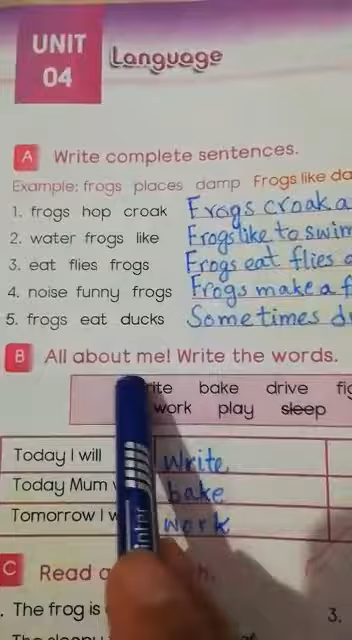 UNIT 04 Language
A Write complete sentences.
Example: frogs places damp Frogs like da
1. frogs hop croak Frogs croak a
2. water frogs like Frogs like to swim
3. eat flies frogs Frogs eat flies
4. noise funny frogs Frogs make a f
5. frogs eat ducks Sometimes d
B All about me! Write the words.
bake drive
work play sleep
Today I will write
Today Mum bake
Tomorrow I work
C Read
The frog is
3.